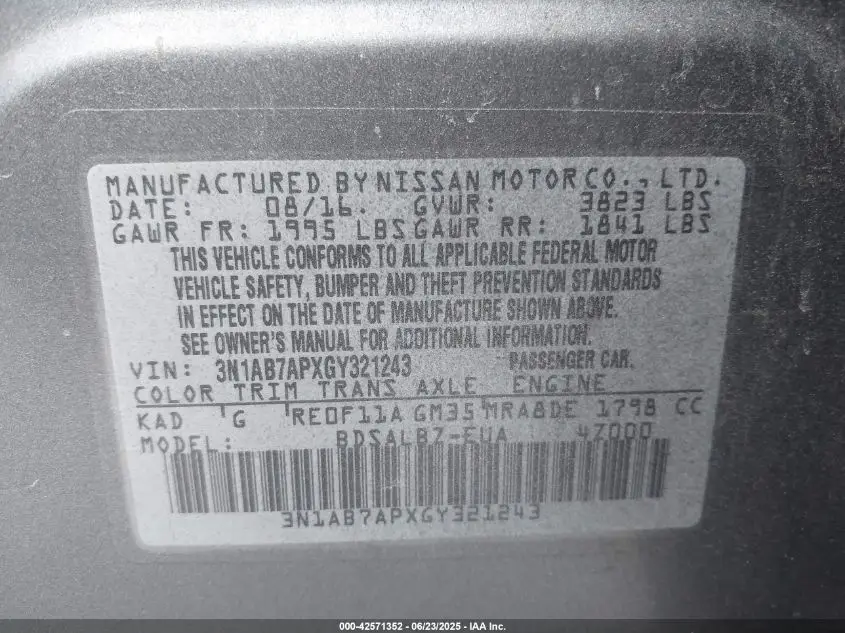 MANUFACTURED BY NISSAN MOTOR CO., LTD.
DATE: 08/16. GVWR: 3823 LBS
GAWR FR: 1995 LBS GAWR RR: 1841 LBS
THIS VEHICLE CONFORMS TO ALL APPLICABLE FEDERAL MOTOR
VEHICLE SAFETY, BUMPER AND THEFT PREVENTION STANDARDS
IN EFFECT ON THE DATE OF MANUFACTURE SHOWN ABOVE.
SEE OWNER'S MANUAL FOR ADDITIONAL INFORMATION.
VIN: 3N1AB7APXGY321243 PASSENGER CAR.
COLOR TRIM TRANS AXLE ENGINE
KAD G RE0F11A GM35 MRA8DE 1798 CC
MODEL: BDSALB7-EUA 47000
3N1AB7APXGY321243
000-42571352 - 06/23/2025 - IAA Inc.